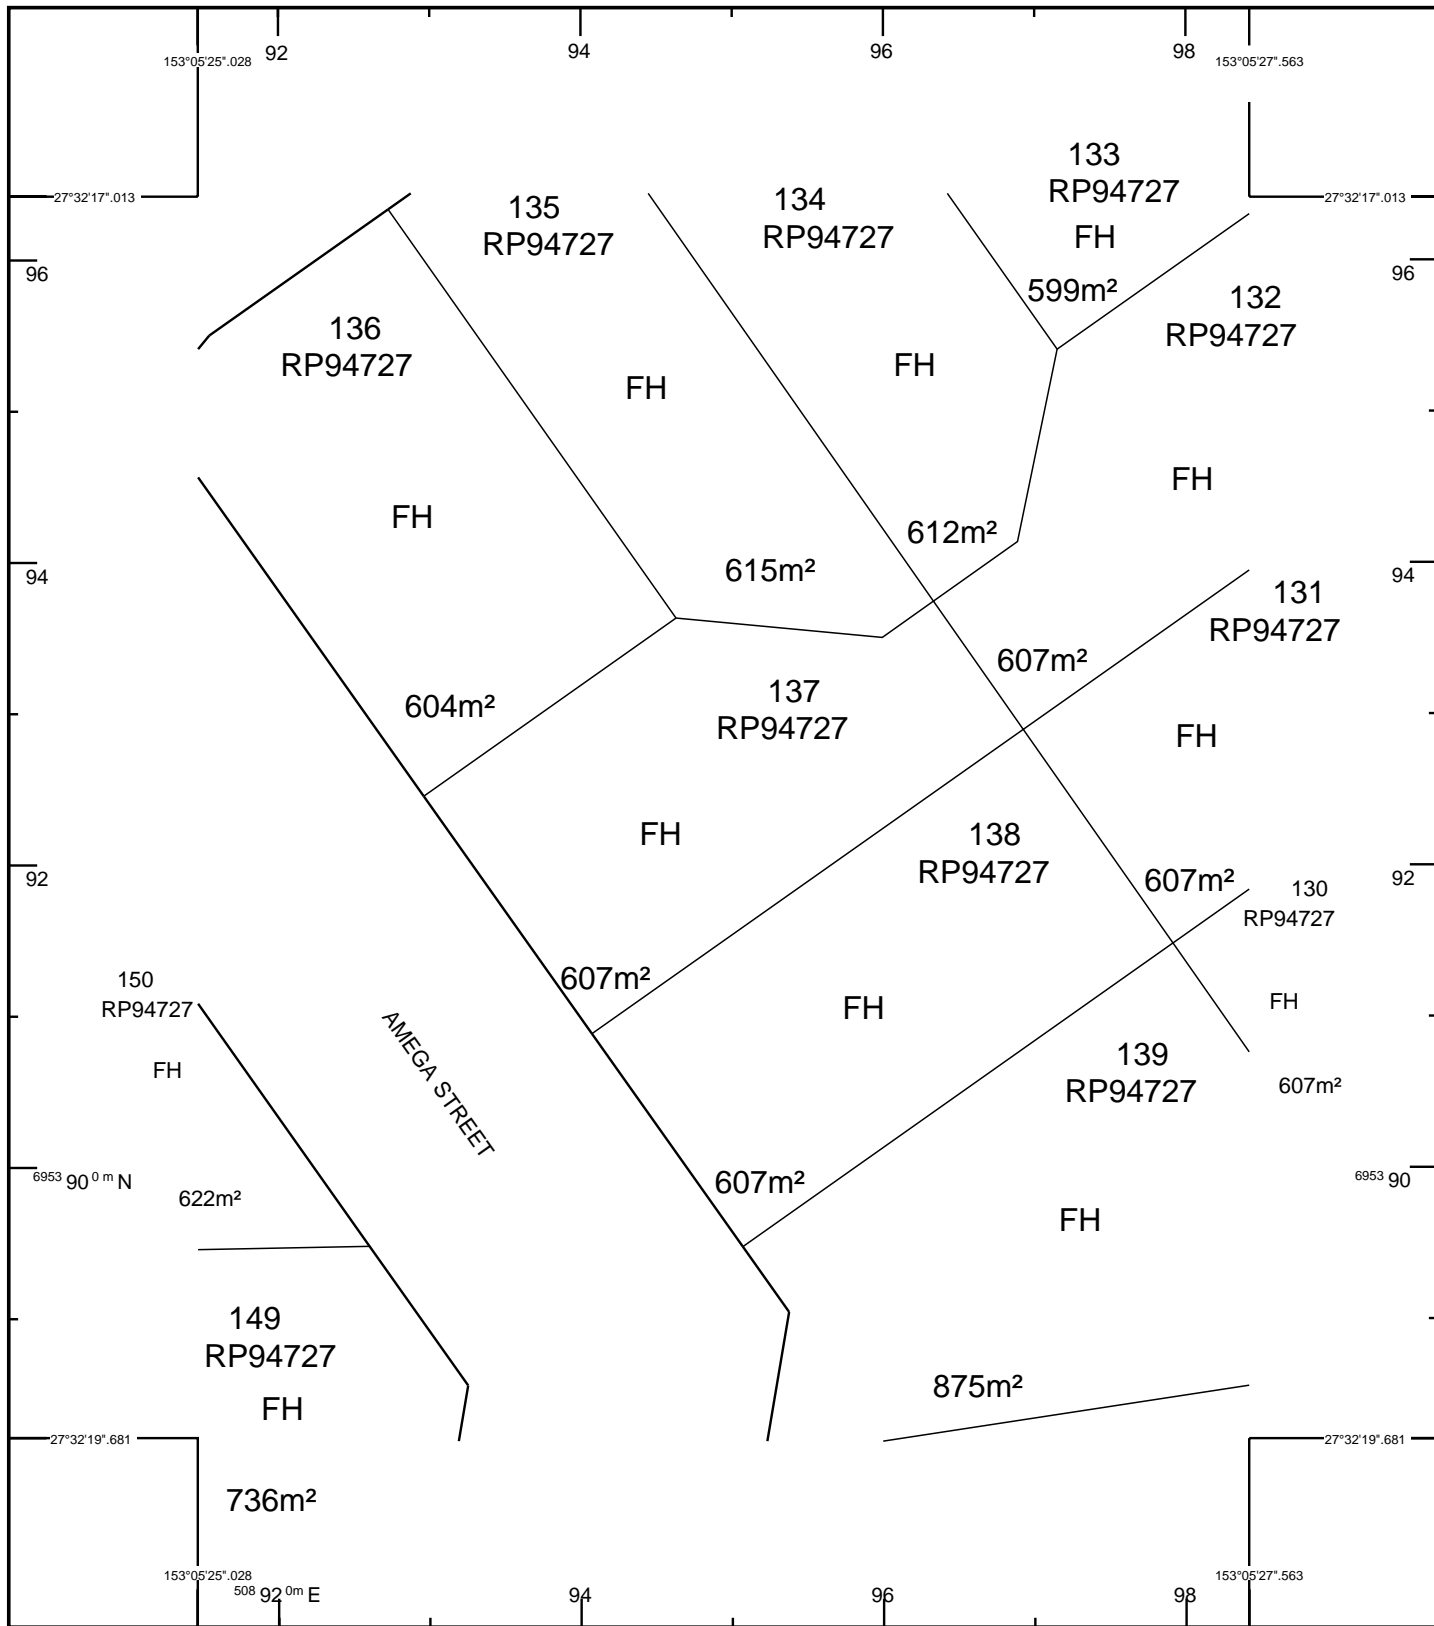 92 94 96 98
153°05'25".028 153°05'27".563
27°32'17".013 27°32'17".013
133
RP94727
FH
599m²
135
RP94727
FH
615m²
134
RP94727
FH
612m²
96 96
136
RP94727
FH
604m²
132
RP94727
FH
607m²
94 94
131
RP94727
FH
607m²
137
RP94727
FH
607m²
138
RP94727
FH
607m²
92 92
130
RP94727
FH
607m²
150
RP94727
FH
622m²
AMEGA STREET
139
RP94727
FH
875m²
6953 90 0 m N 6953 90
149
RP94727
FH
736m²
27°32'19".681 27°32'19".681
153°05'25".028 153°05'27".563
508 92 0m E 94 96 98